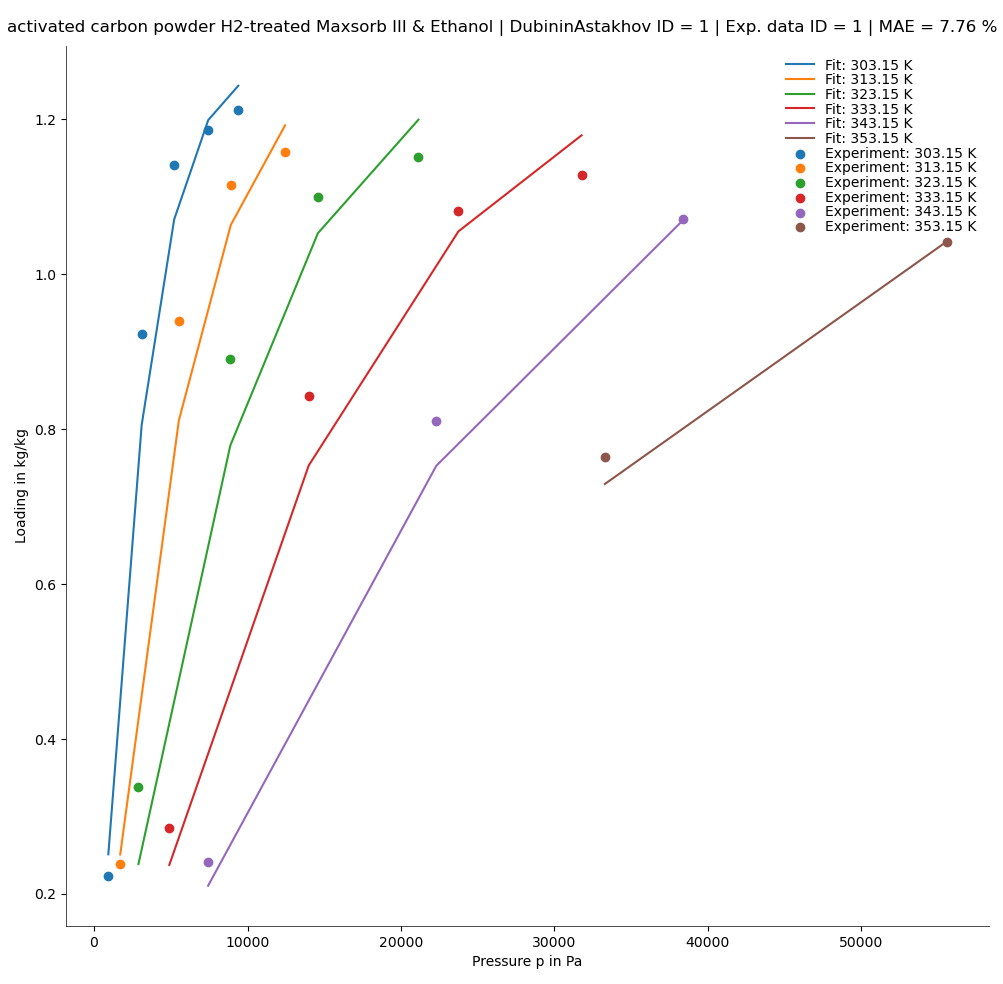 activated carbon powder H2-treated Maxsorb III & Ethanol | DubininAstakhov ID = 1 | Exp. data ID = 1 | MAE = 7.76 %
Fit: 303.15 K
Fit: 313.15 K
Fit: 323.15 K
Fit: 333.15 K
Fit: 343.15 K
Fit: 353.15 K
Experiment: 303.15 K
Experiment: 313.15 K
Experiment: 323.15 K
Experiment: 333.15 K
Experiment: 343.15 K
Experiment: 353.15 K
Loading in kg/kg
1.2
1.0
0.8
0.6
0.4
0.2
0 10000 20000 30000 40000 50000
Pressure p in Pa